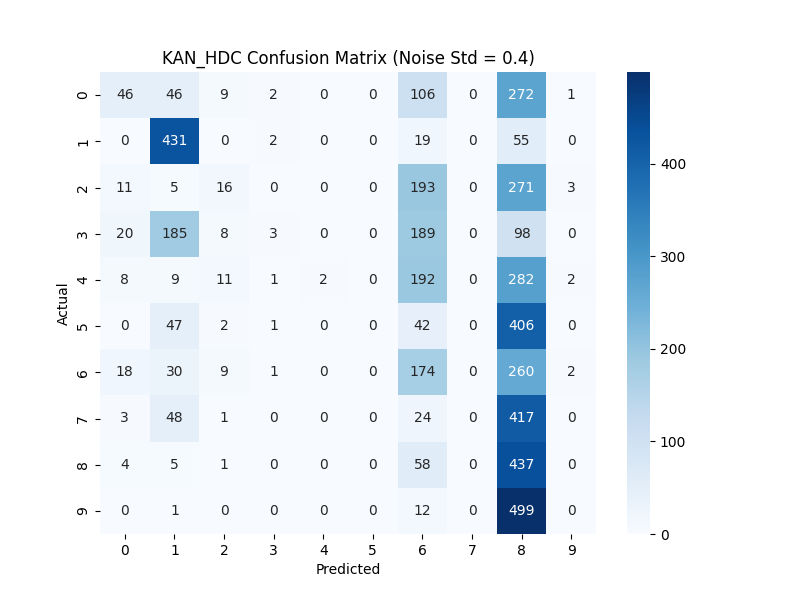 KAN_HDC Confusion Matrix (Noise Std = 0.4)
0 46 46 9 2 0 0 106 0 272 1
1 0 431 0 2 0 0 19 0 55 0
2 11 5 16 0 0 0 193 0 271 3
3 20 185 8 3 0 0 189 0 98 0
4 8 9 11 1 2 0 192 0 282 2
5 0 47 2 1 0 0 42 0 406 0
6 18 30 9 1 0 0 174 0 260 2
7 3 48 1 0 0 0 24 0 417 0
8 4 5 1 0 0 0 58 0 437 0
9 0 1 0 0 0 0 12 0 499 0
0 1 2 3 4 5 6 7 8 9
Predicted
Actual
400
300
200
100
0